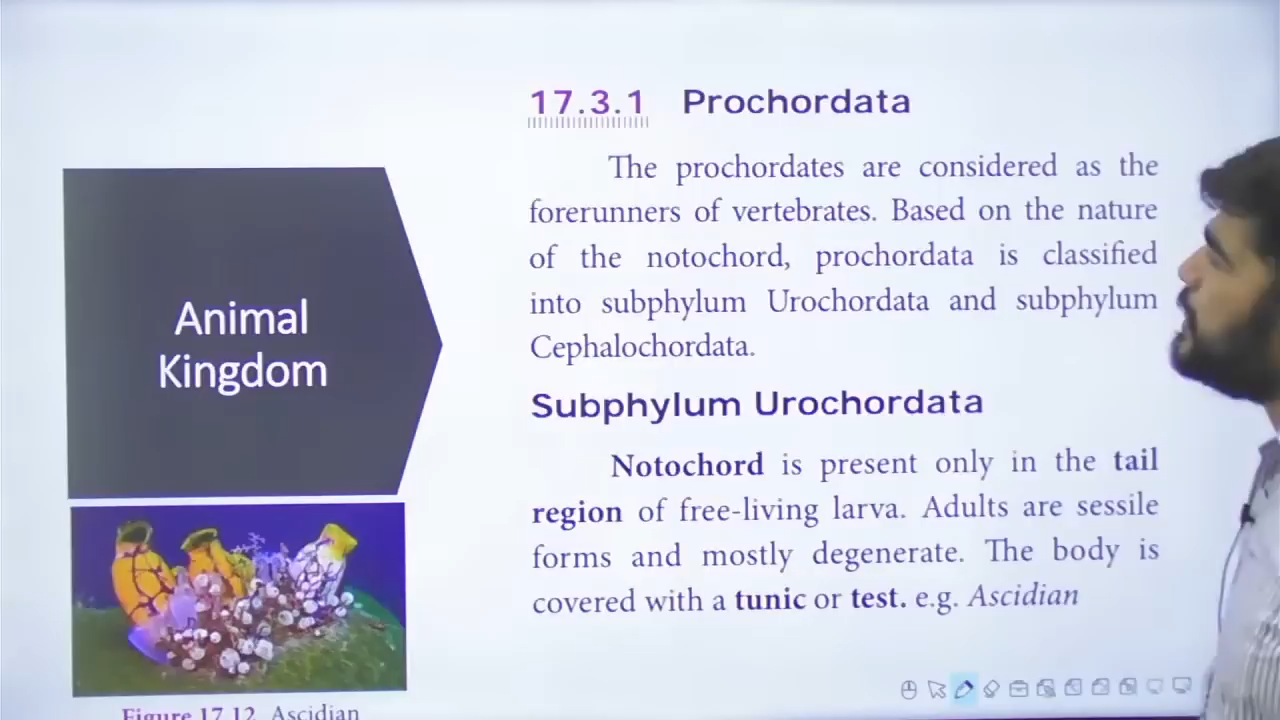 Animal
Kingdom
17.3.1 Prochordata
The prochordates are considered as the
forerunners of vertebrates. Based on the nature
of the notochord, prochordata is classified
into subphylum Urochordata and subphylum
Cephalochordata.
Subphylum Urochordata
Notochord is present only in the tail
region of free-living larva. Adults are sessile
forms and mostly degenerate. The body is
covered with a tunic or test. e.g. Ascidian
Figure 17.12 Ascidian